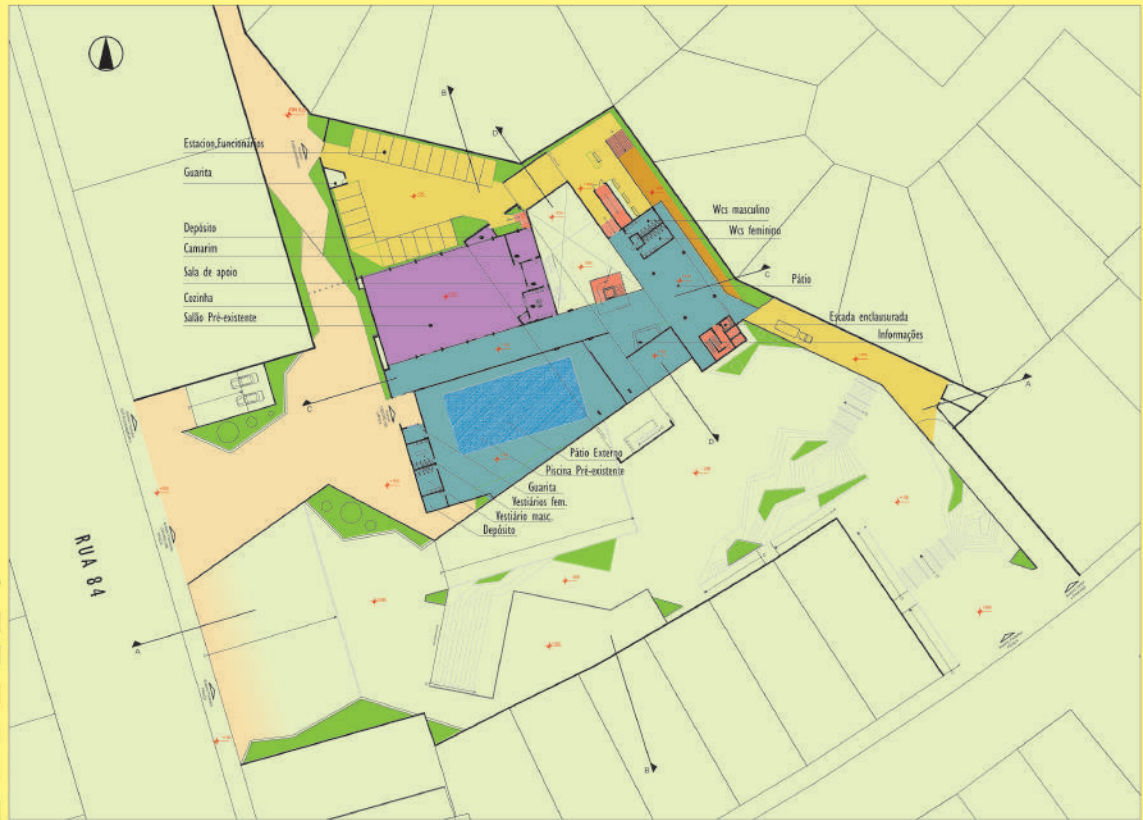 Estacion.Funcionários
Guarita
Depósito
Camarim
Sala de apoio
Cozinha
Salão Pré-existente
Wcs masculino
Wcs feminino
Pátio
Escada enclausurada
Informações
Pátio Externo
Piscina Pré-existente
Guarita
Vestiários fem.
Vestiário masc.
Depósito
RUA 84
B
D
C
A
C
D
A
B